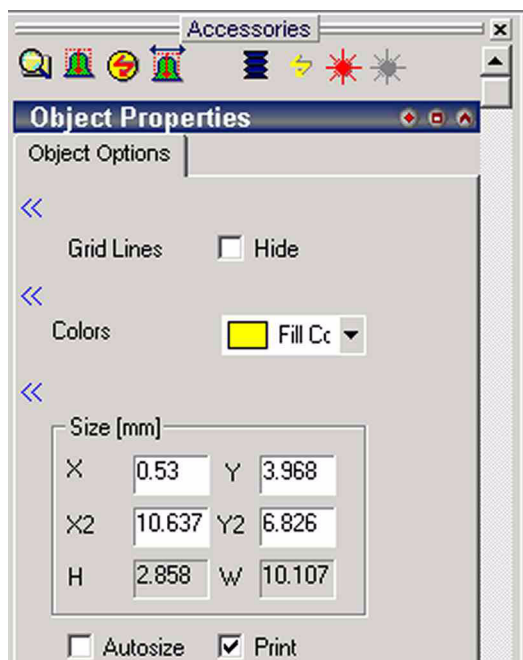 Accessories
Object Properties
Object Options
Grid Lines Hide
Colors Fill Cc
Size [mm]
X 0.53 Y 3.968
X2 10.637 Y2 6.826
H 2.858 W 10.107
Autosize Print